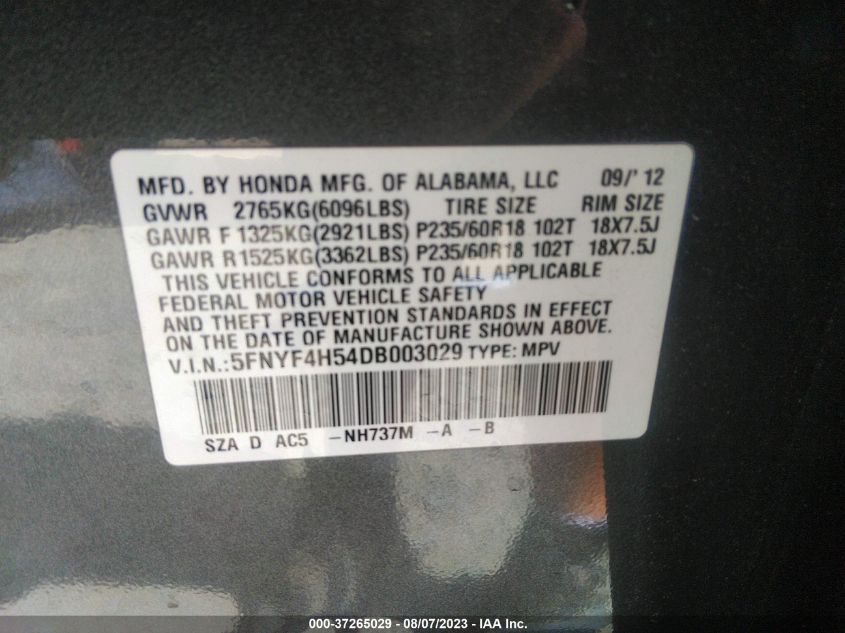 MFD. BY HONDA MFG. OF ALABAMA, LLC 09/' 12
GVWR 2765KG(6096LBS) TIRE SIZE RIM SIZE
GAWR F 1325KG(2921LBS) P235/60R18 102T 18X7.5J
GAWR R1525KG(3362LBS) P235/60R18 102T 18X7.5J
THIS VEHICLE CONFORMS TO ALL APPLICABLE
FEDERAL MOTOR VEHICLE SAFETY
AND THEFT PREVENTION STANDARDS IN EFFECT
ON THE DATE OF MANUFACTURE SHOWN ABOVE.
V.I.N.:5FNYF4H54DB003029 TYPE: MPV
SZA D AC5 -NH737M -A -B
000-37265029 - 08/07/2023 - IAA Inc.